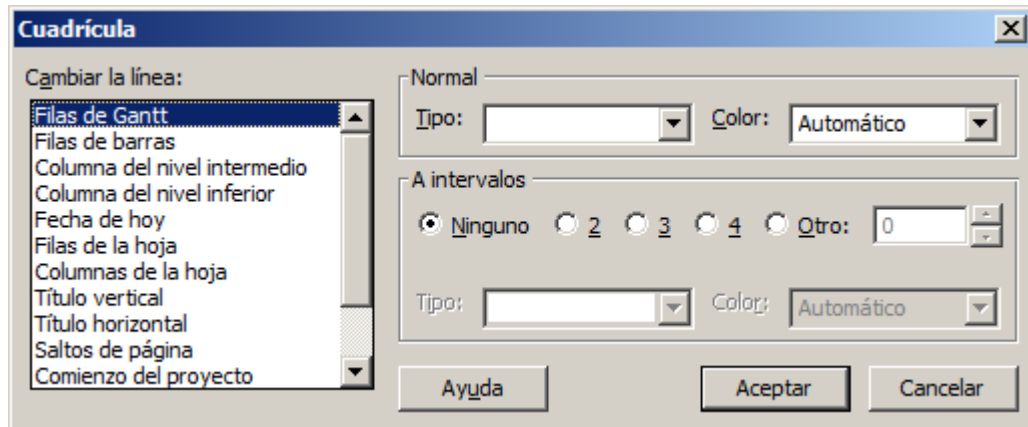 Cuadrícula
Cambiar la línea:
Filas de Gantt
Filas de barras
Columna del nivel intermedio
Columna del nivel inferior
Fecha de hoy
Filas de la hoja
Columnas de la hoja
Título vertical
Título horizontal
Saltos de página
Comienzo del proyecto
Normal
Tipo: Color: Automático
A intervalos
Ninguno 2 3 4 Otro: 0
Tipo: Color: Automático
Ayuda Aceptar Cancelar